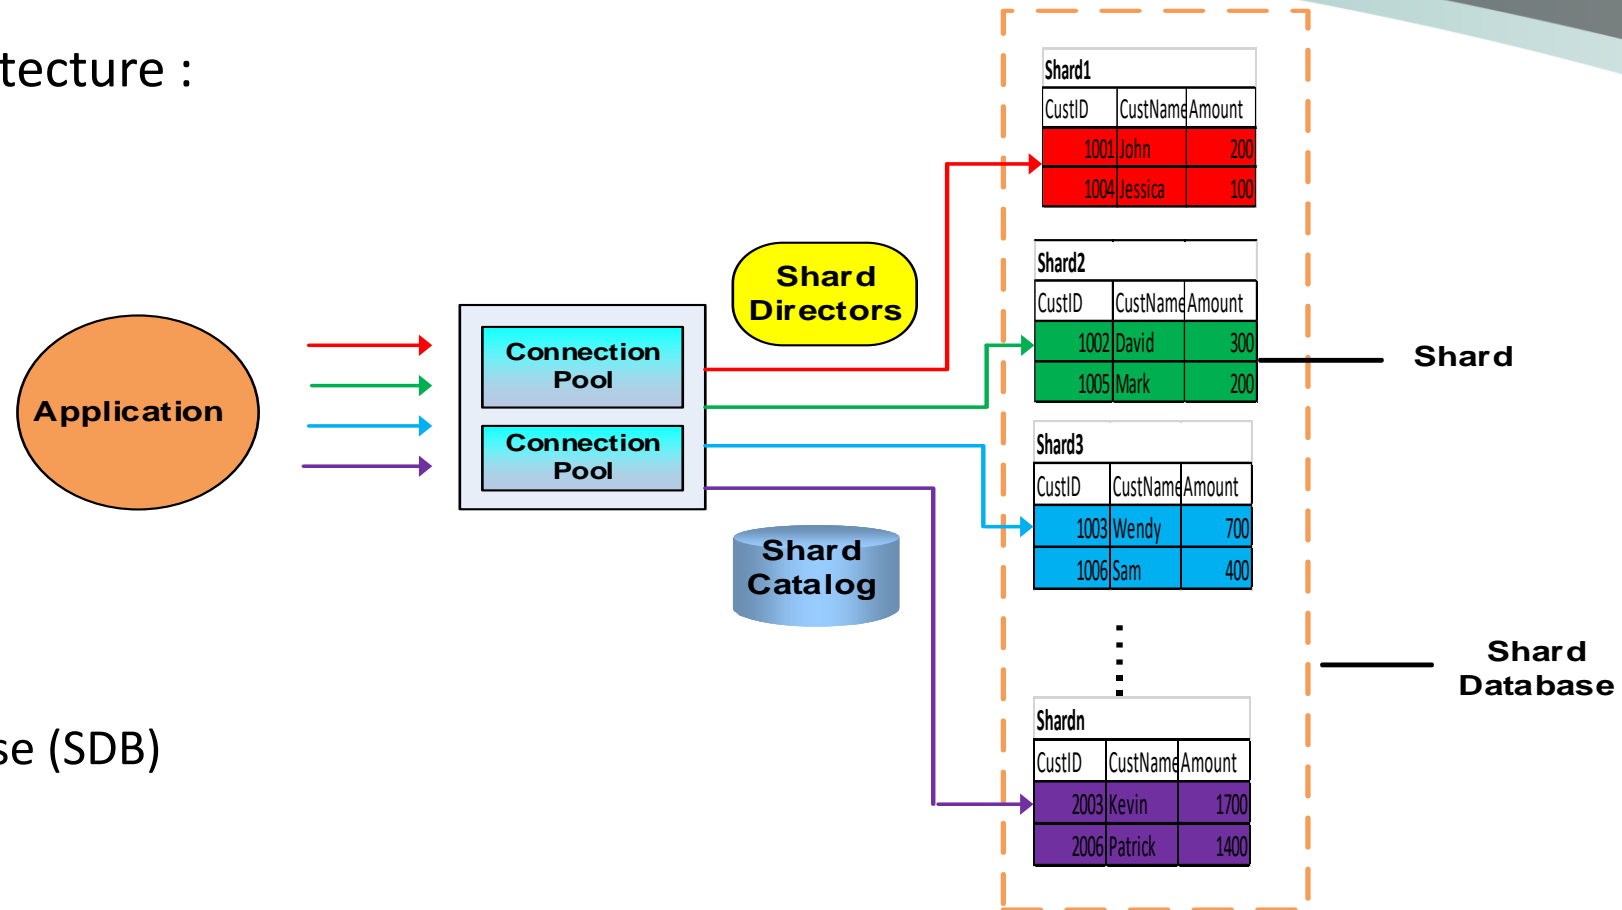 tecture :
Application
Connection
Pool
Connection
Pool
Shard
Directors
Shard
Catalog
Shard1
CustID CustName Amount
1001 John 200
1004 Jessica 100
Shard2
CustID CustName Amount
1002 David 300
1005 Mark 200
Shard
Shard3
CustID CustName Amount
1003 Wendy 700
1006 Sam 400
Shard
Database
Shardn
CustID CustName Amount
2003 Kevin 1700
2006 Patrick 1400
se (SDB)